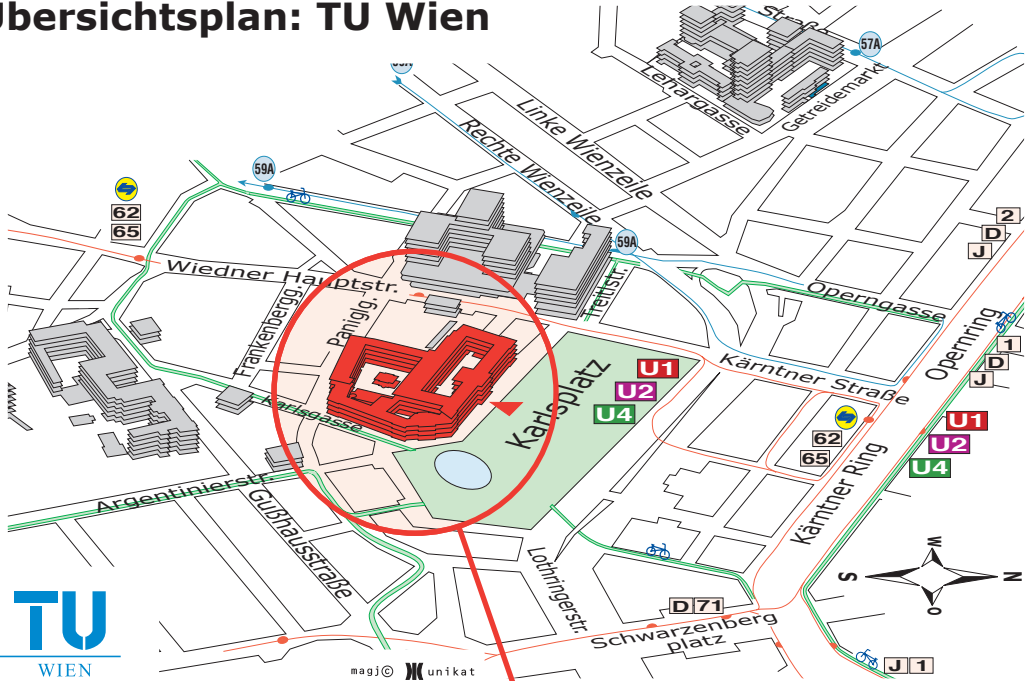 Übersichtsplan: TU Wien
Straße
57A
Lehárgasse
Getreidemarkt
Linke Wienzeile
Rechte Wienzeile
59A
59A
62
65
2
D
J
Wiedner Hauptstr.
Treitlstr.
Operngasse
Frankenbergg.
Paniglg.
Opernring
1
D
J
Karlsplatz
U1
U2
U4
Kärntner Straße
Karlsgasse
62
65
U1
U2
U4
Kärntner Ring
Argentinierstr.
Gußhausstraße
Lothringerstr.
W
S
N
O
D 71
Schwarzenberg
platz
J 1
TU
WIEN
magj© unikat